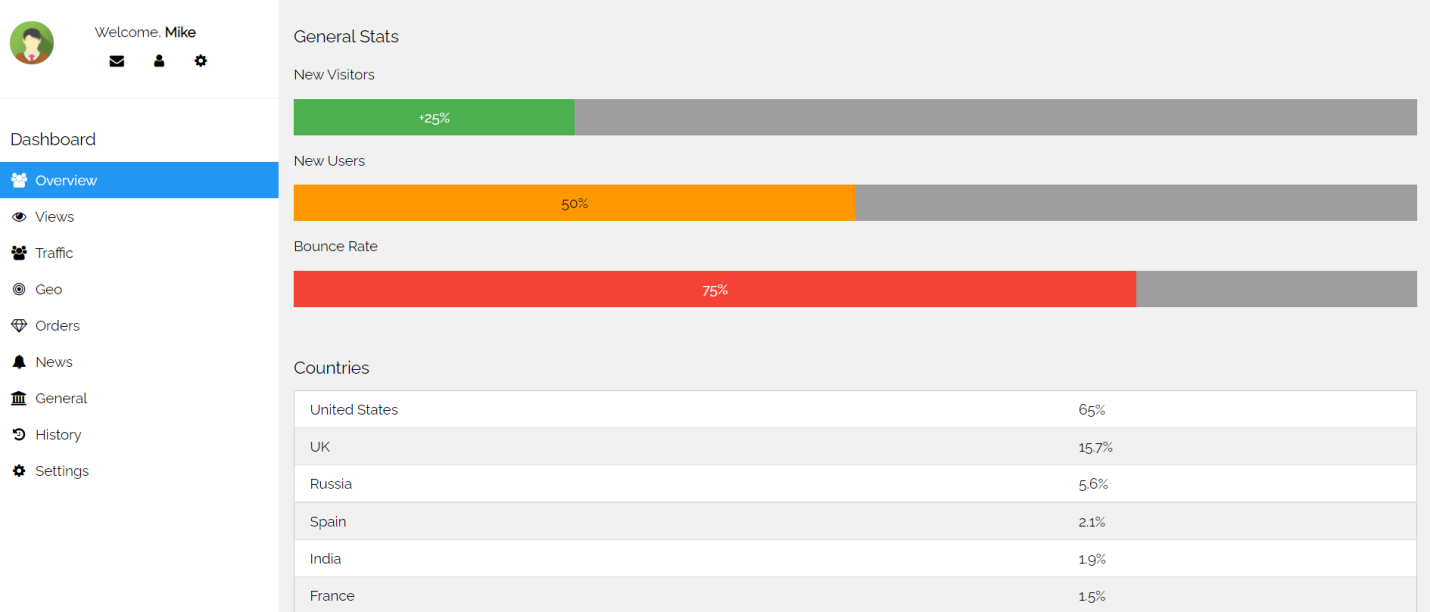 Welcome, Mike
Dashboard
Overview
Views
Traffic
Geo
Orders
News
General
History
Settings
General Stats
New Visitors
+25%
New Users
50%
Bounce Rate
75%
Countries
United States 65%
UK 15.7%
Russia 5.6%
Spain 2.1%
India 1.9%
France 1.5%